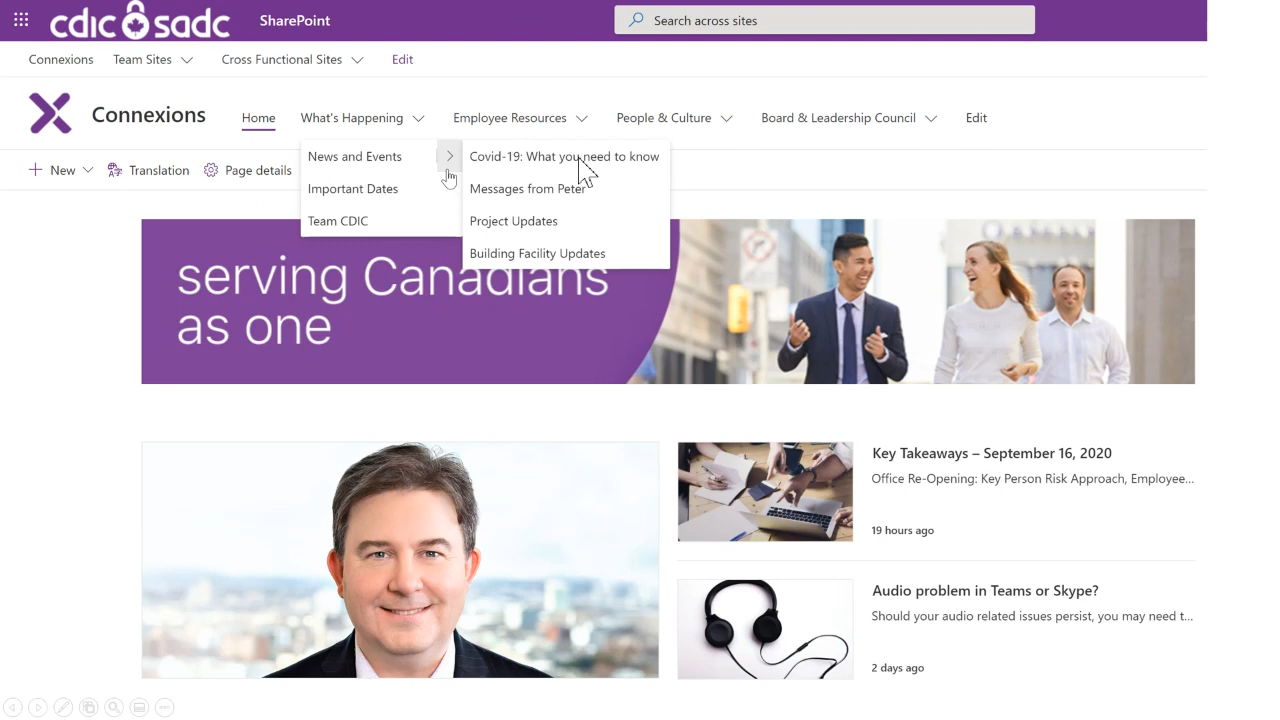 cdic sadc SharePoint Search across sites
Connexions Team Sites Cross Functional Sites Edit
Connexions Home What's Happening Employee Resources People & Culture Board & Leadership Council Edit
New Translation Page details
News and Events
Important Dates
Team CDIC
Covid-19: What you need to know
Messages from Peter
Project Updates
Building Facility Updates
serving Canadians
as one
Key Takeaways – September 16, 2020
Office Re-Opening: Key Person Risk Approach, Employee...
19 hours ago
Audio problem in Teams or Skype?
Should your audio related issues persist, you may need t...
2 days ago